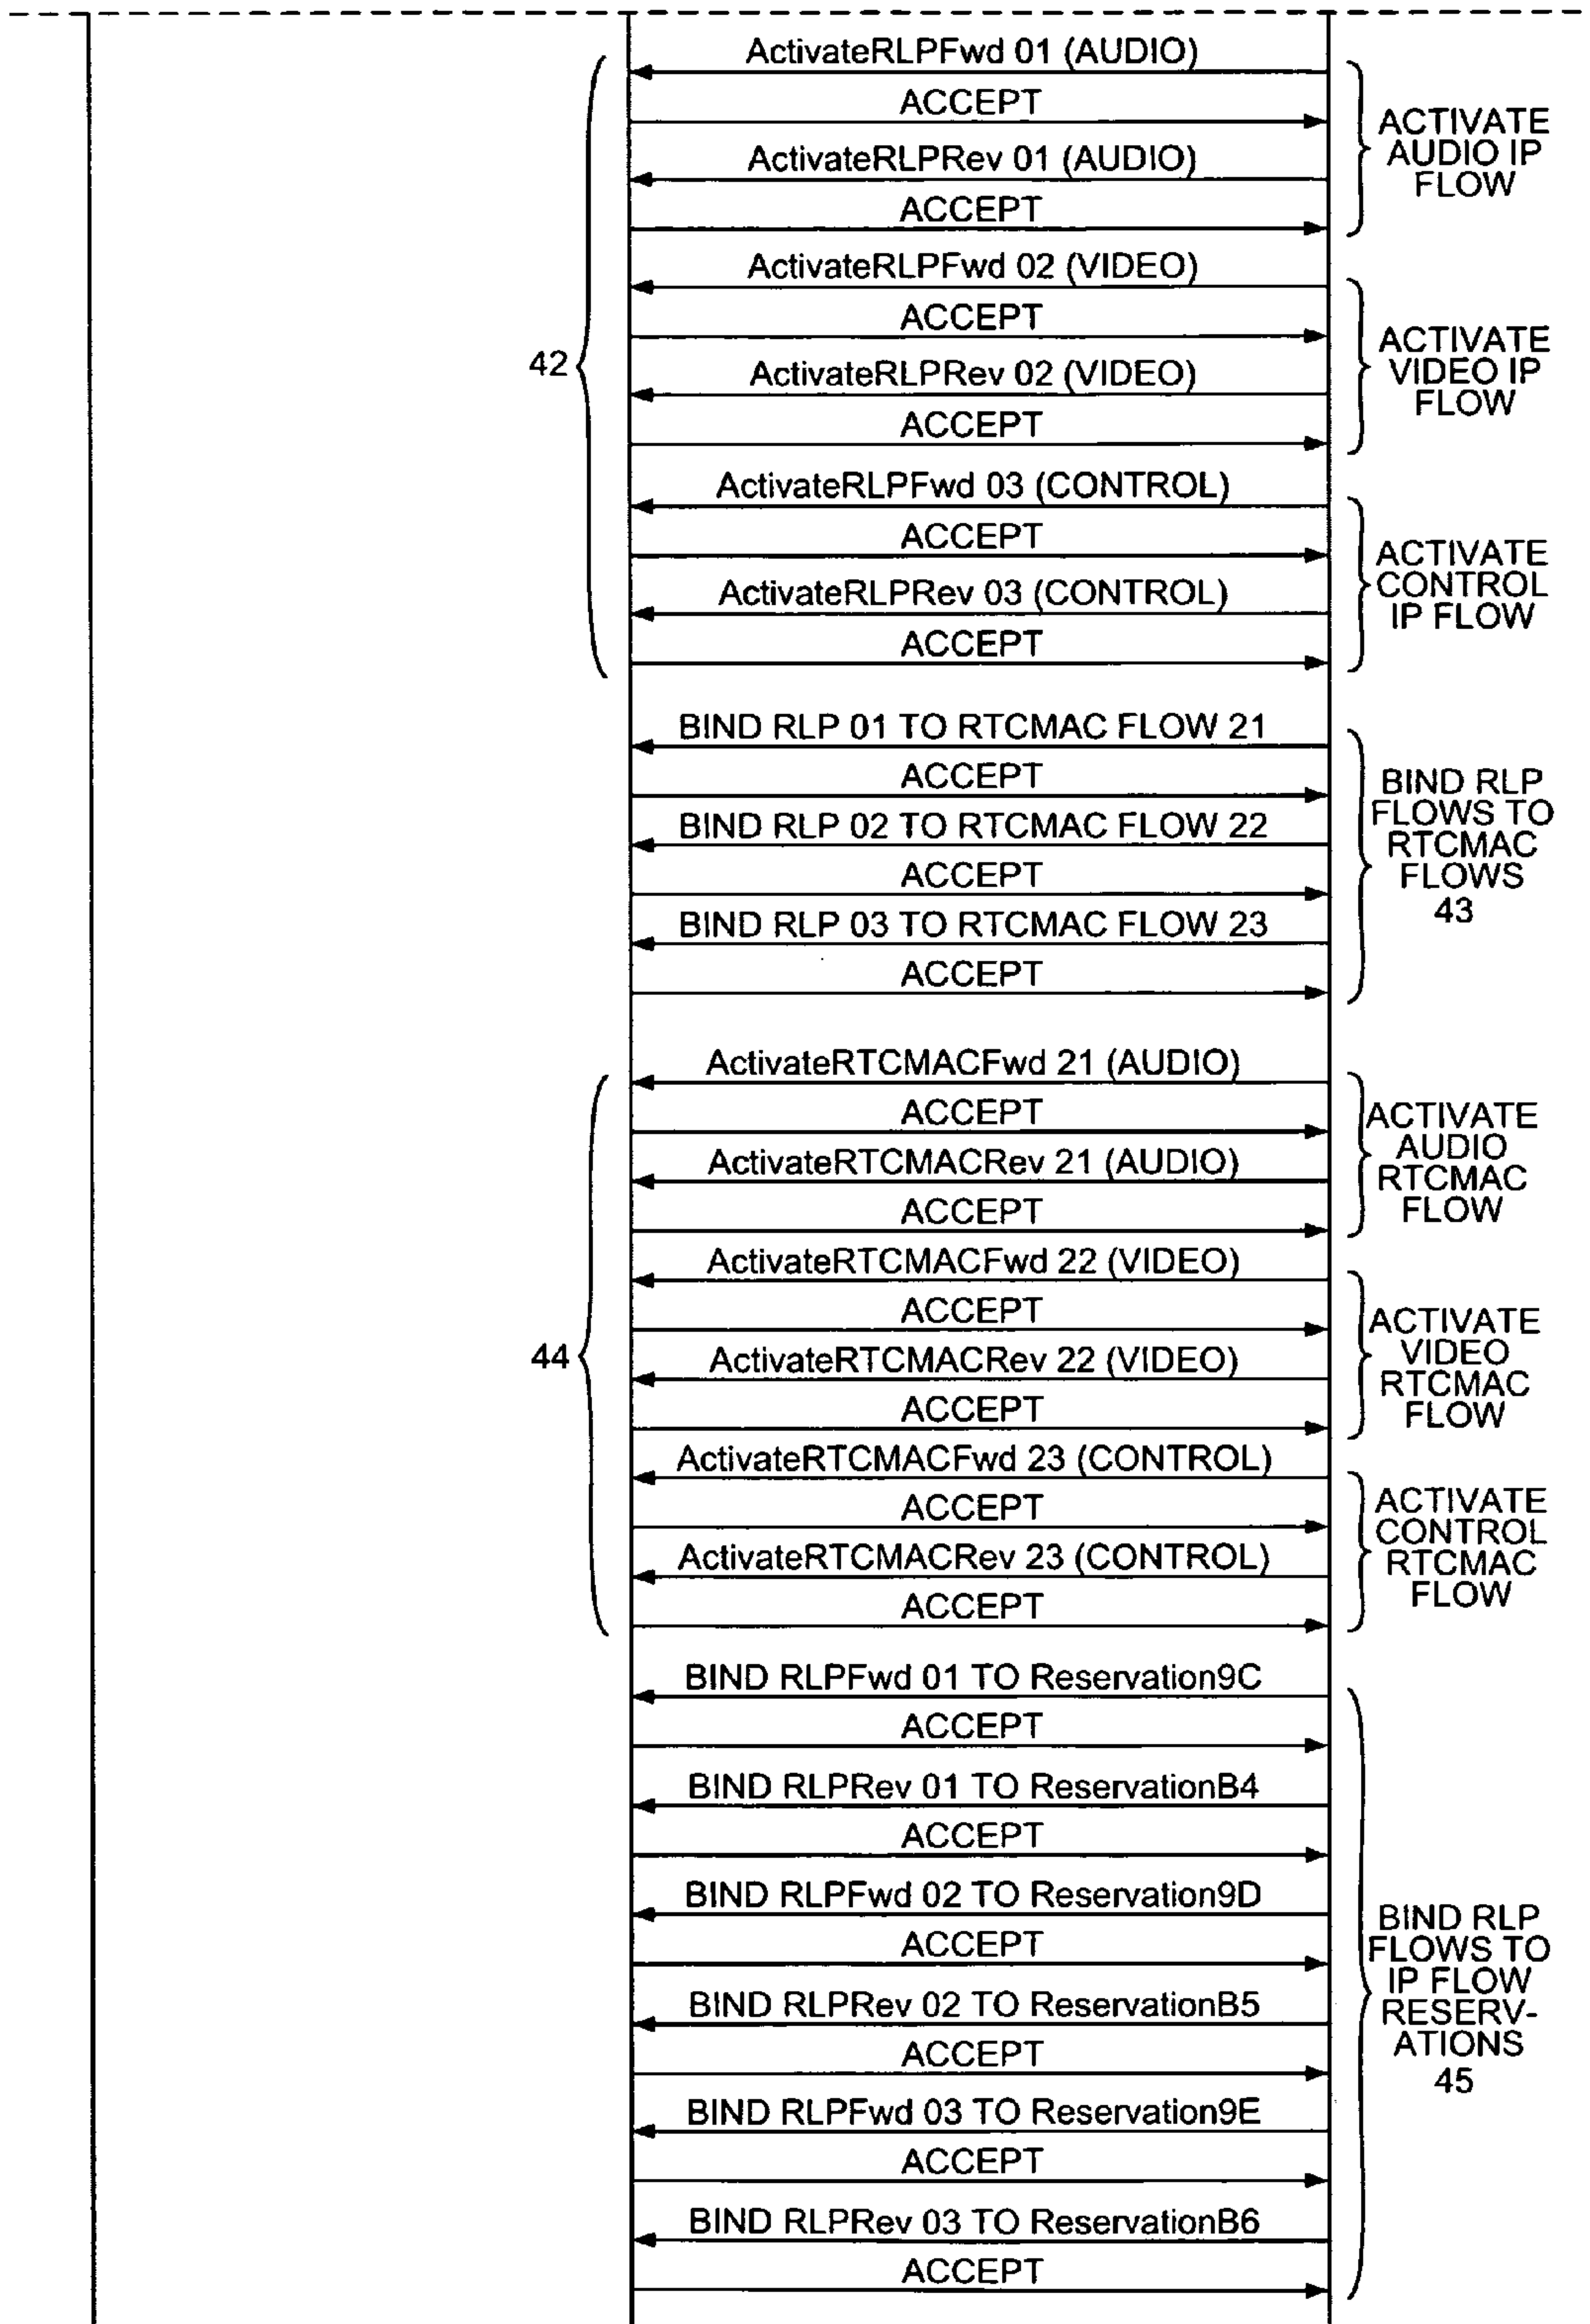 ActivateRLPFwd 01 (AUDIO)
ACCEPT
ActivateRLPRev 01 (AUDIO)
ACCEPT
ACTIVATE
AUDIO IP
FLOW
ActivateRLPFwd 02 (VIDEO)
ACCEPT
ActivateRLPRev 02 (VIDEO)
ACCEPT
ACTIVATE
VIDEO IP
FLOW
42
ActivateRLPFwd 03 (CONTROL)
ACCEPT
ActivateRLPRev 03 (CONTROL)
ACCEPT
ACTIVATE
CONTROL
IP FLOW
BIND RLP 01 TO RTCMAC FLOW 21
ACCEPT
BIND RLP 02 TO RTCMAC FLOW 22
ACCEPT
BIND RLP 03 TO RTCMAC FLOW 23
ACCEPT
BIND RLP
FLOWS TO
RTCMAC
FLOWS
43
ActivateRTCMACFwd 21 (AUDIO)
ACCEPT
ActivateRTCMACRev 21 (AUDIO)
ACCEPT
ACTIVATE
AUDIO
RTCMAC
FLOW
ActivateRTCMACFwd 22 (VIDEO)
ACCEPT
ActivateRTCMACRev 22 (VIDEO)
ACCEPT
ACTIVATE
VIDEO
RTCMAC
FLOW
44
ActivateRTCMACFwd 23 (CONTROL)
ACCEPT
ActivateRTCMACRev 23 (CONTROL)
ACCEPT
ACTIVATE
CONTROL
RTCMAC
FLOW
BIND RLPFwd 01 TO Reservation9C
ACCEPT
BIND RLPRev 01 TO ReservationB4
ACCEPT
BIND RLPFwd 02 TO Reservation9D
ACCEPT
BIND RLPRev 02 TO ReservationB5
ACCEPT
BIND RLPFwd 03 TO Reservation9E
ACCEPT
BIND RLPRev 03 TO ReservationB6
ACCEPT
BIND RLP
FLOWS TO
IP FLOW
RESERV-
ATIONS
45